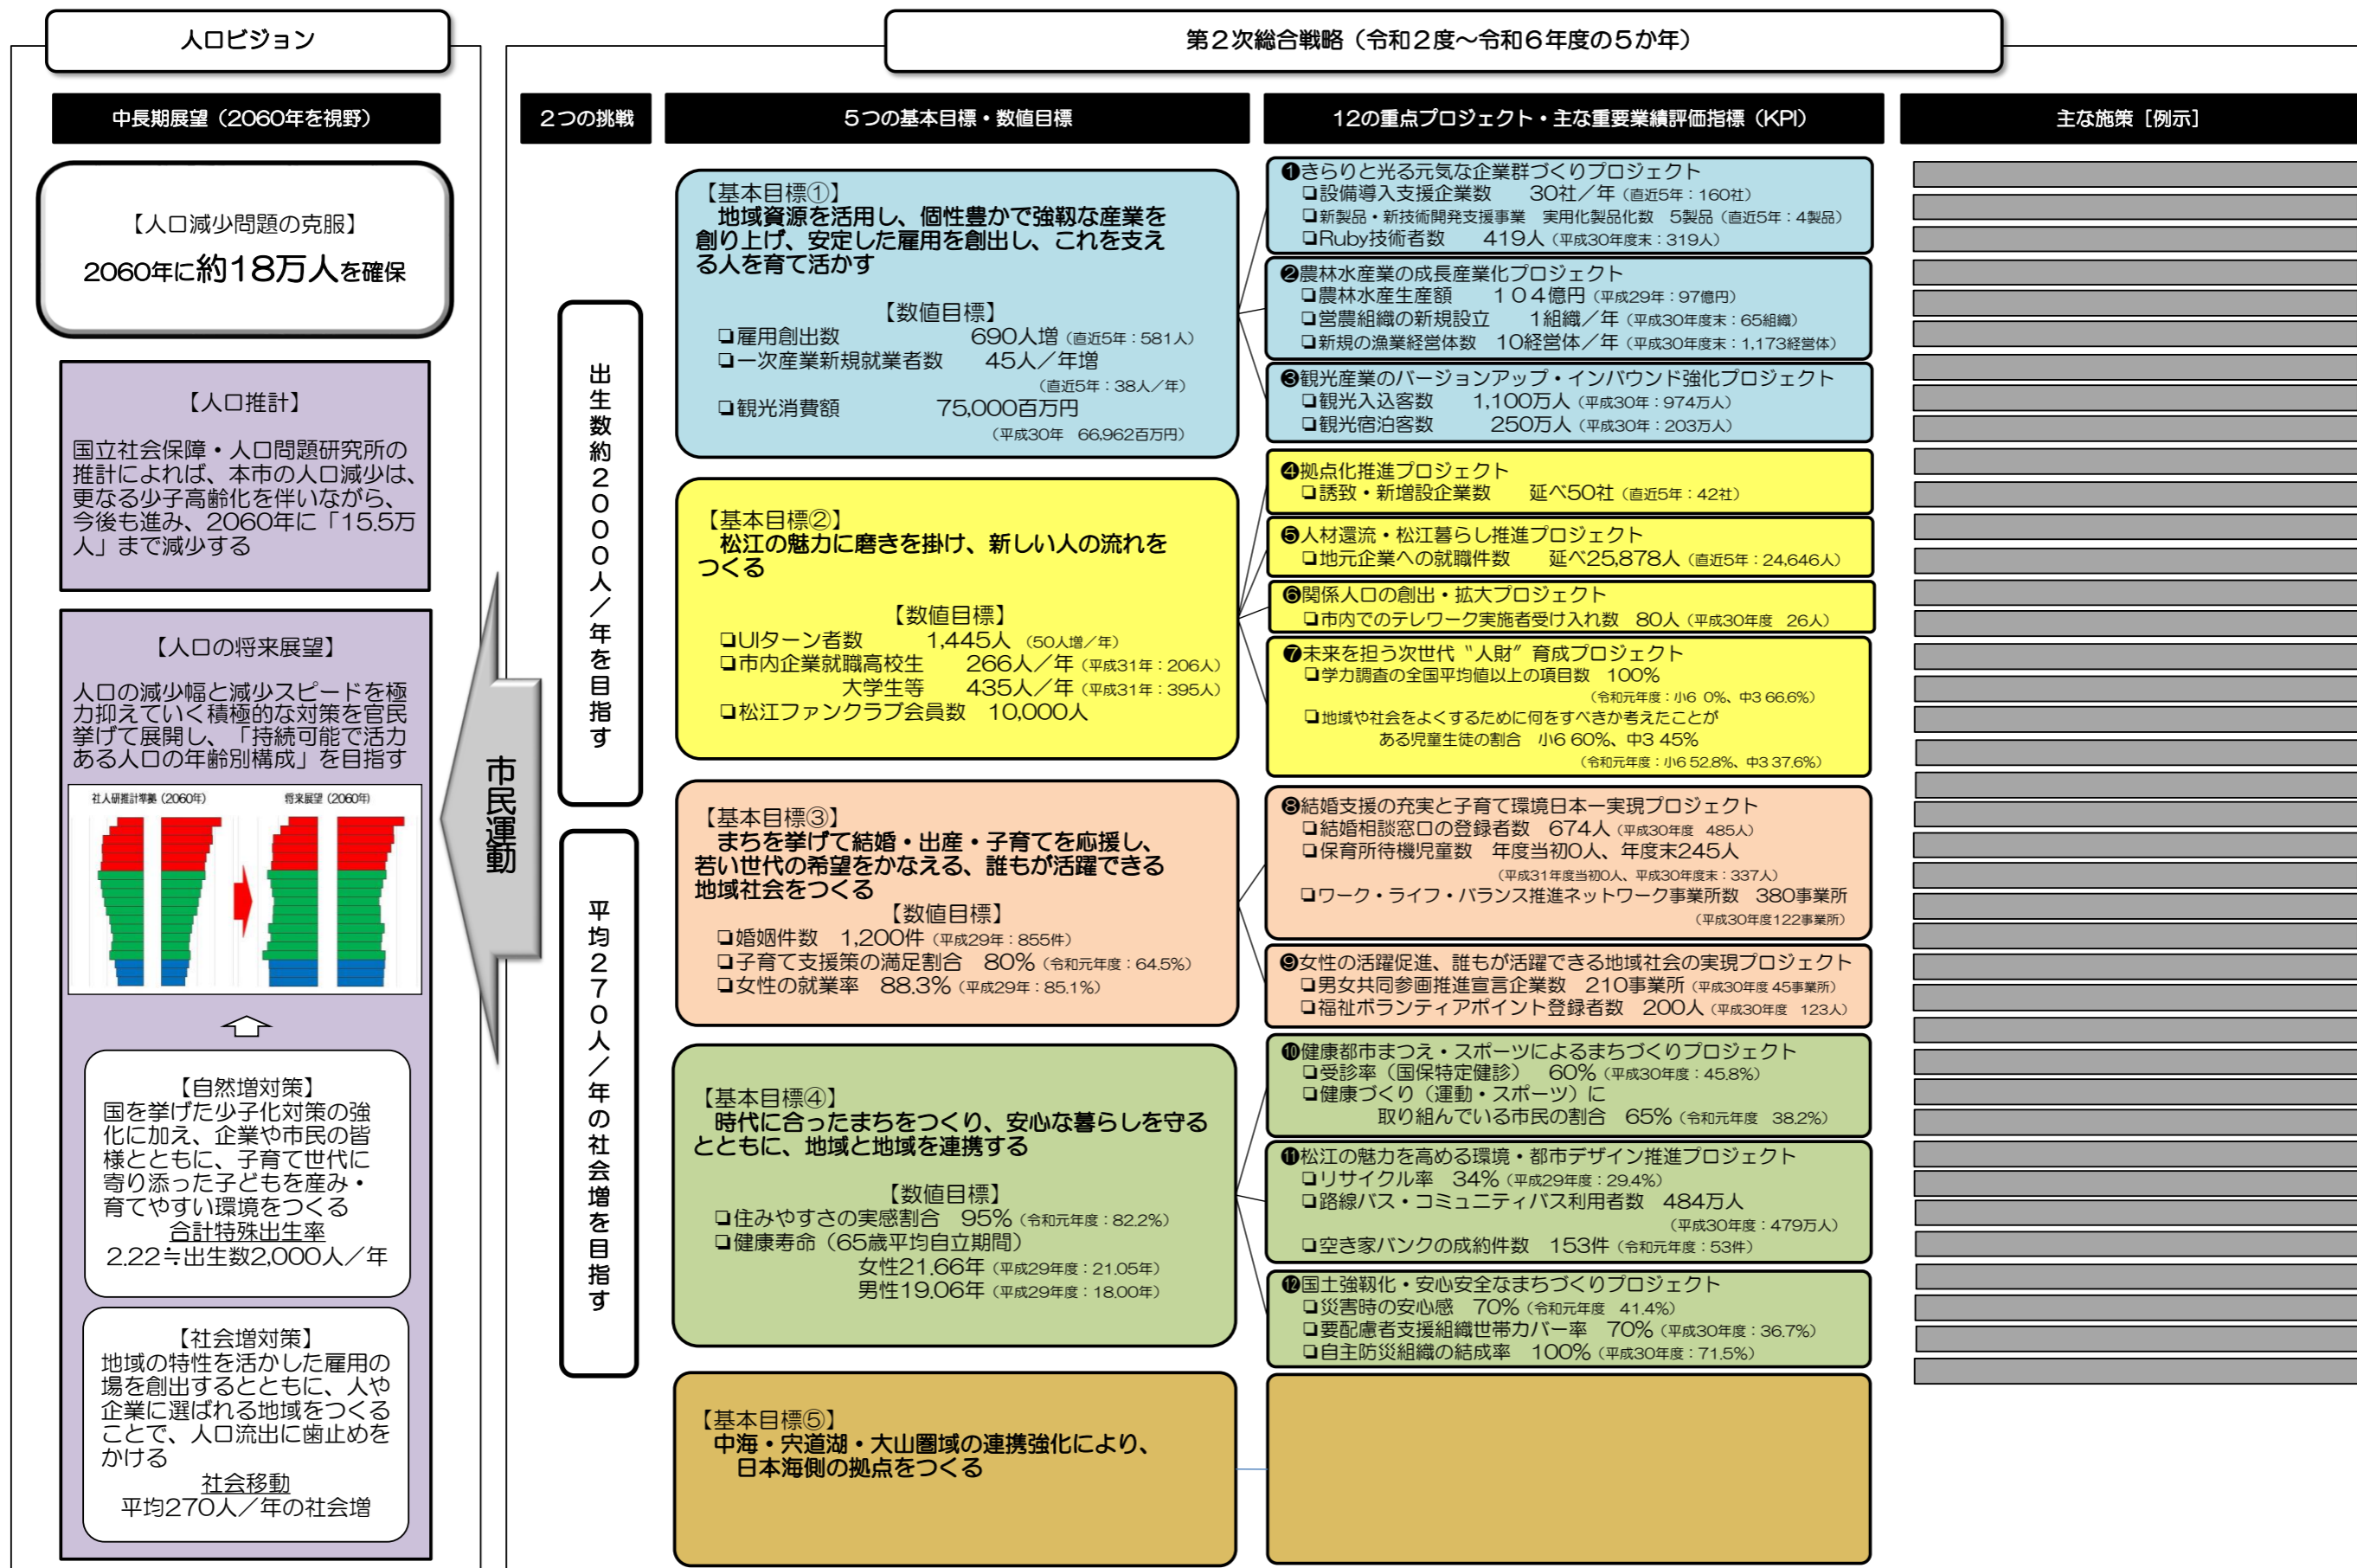 人口ビジョン
中長期展望（2060年を視野）
【人口減少問題の克服】
2060年に約18万人を確保
【人口推計】
国立社会保障・人口問題研究所の
推計によれば、本市の人口減少は、
更なる少子高齢化を伴いながら、
今後も進み、2060年に「15.5万
人」まで減少する
【人口の将来展望】
人口の減少幅と減少スピードを極
力抑えていく積極的な対策を官民
挙げて展開し、「持続可能で活力
ある人口の年齢別構成」を目指す
社人研推計準拠（2060年）
将来展望（2060年）
【自然増対策】
国を挙げた少子化対策の強
化に加え、企業や市民の皆
様とともに、子育て世代に
寄り添った子どもを産み・
育てやすい環境をつくる
合計特殊出生率
2.22≒出生数2,000人／年
【社会増対策】
地域の特性を活かした雇用の
場を創出するとともに、人や
企業に選ばれる地域をつくる
ことで、人口流出に歯止めを
かける
社会移動
平均270人／年の社会増
市民運動
第２次総合戦略（令和２度～令和６年度の５か年）
２つの挑戦
出生数約２０００人／年を目指す
平均２７０人／年の社会増を目指す
５つの基本目標・数値目標
【基本目標①】
地域資源を活用し、個性豊かで強靱な産業を
創り上げ、安定した雇用を創出し、これを支え
る人を育て活かす
【数値目標】
❏雇用創出数　690人増（直近5年：581人）
❏一次産業新規就業者数　45人／年増
（直近5年：38人／年）
❏観光消費額　75,000百万円
（平成30年　66,962百万円）
【基本目標②】
松江の魅力に磨きを掛け、新しい人の流れを
つくる
【数値目標】
❏UIターン者数　1,445人（50人増／年）
❏市内企業就職高校生　266人／年（平成31年：206人）
大学生等　435人／年（平成31年：395人）
❏松江ファンクラブ会員数　10,000人
【基本目標③】
まちを挙げて結婚・出産・子育てを応援し、
若い世代の希望をかなえる、誰もが活躍できる
地域社会をつくる
【数値目標】
❏婚姻件数　1,200件（平成29年：855件）
❏子育て支援策の満足割合　80%（令和元年度：64.5%）
❏女性の就業率　88.3%（平成29年：85.1%）
【基本目標④】
時代に合ったまちをつくり、安心な暮らしを守る
とともに、地域と地域を連携する
【数値目標】
❏住みやすさの実感割合　95%（令和元年度：82.2%）
❏健康寿命（65歳平均自立期間）
女性21.66年（平成29年度：21.05年）
男性19.06年（平成29年度：18.00年）
【基本目標⑤】
中海・宍道湖・大山圏域の連携強化により、
日本海側の拠点をつくる
12の重点プロジェクト・主な重要業績評価指標（KPI）
❶きらりと光る元気な企業群づくりプロジェクト
❏設備導入支援企業数　30社／年（直近5年：160社）
❏新製品・新技術開発支援事業　実用化製品化数　5製品（直近5年：4製品）
❏Ruby技術者数　419人（平成30年度末：319人）
❷農林水産業の成長産業化プロジェクト
❏農林水産生産額　１０４億円（平成29年：97億円）
❏営農組織の新規設立　1組織／年（平成30年度末：65組織）
❏新規の漁業経営体数　10経営体／年（平成30年度末：1,173経営体）
❸観光産業のバージョンアップ・インバウンド強化プロジェクト
❏観光入込客数　1,100万人（平成30年：974万人）
❏観光宿泊客数　250万人（平成30年：203万人）
❹拠点化推進プロジェクト
❏誘致・新増設企業数　延べ50社（直近5年：42社）
❺人材還流・松江暮らし推進プロジェクト
❏地元企業への就職件数　延べ25,878人（直近5年：24,646人）
❻関係人口の創出・拡大プロジェクト
❏市内でのテレワーク実施者受け入れ数　80人（平成30年度　26人）
❼未来を担う次世代〝人財〟育成プロジェクト
❏学力調査の全国平均値以上の項目数　100%
（令和元年度：小6 0%、中3 66.6%）
❏地域や社会をよくするために何をすべきか考えたことが
ある児童生徒の割合　小6 60%、中3 45%
（令和元年度：小6 52.8%、中3 37.6%）
❽結婚支援の充実と子育て環境日本一実現プロジェクト
❏結婚相談窓口の登録者数　674人（平成30年度　485人）
❏保育所待機児童数　年度当初0人、年度末245人
（平成31年度当初0人、平成30年度末：337人）
❏ワーク・ライフ・バランス推進ネットワーク事業所数　380事業所
（平成30年度122事業所）
❾女性の活躍促進、誰もが活躍できる地域社会の実現プロジェクト
❏男女共同参画推進宣言企業数　210事業所（平成30年度 45事業所）
❏福祉ボランティアポイント登録者数　200人（平成30年度　123人）
❿健康都市まつえ・スポーツによるまちづくりプロジェクト
❏受診率（国保特定健診）　60%（平成30年度：45.8%）
❏健康づくり（運動・スポーツ）に
取り組んでいる市民の割合　65%（令和元年度　38.2%）
⓫松江の魅力を高める環境・都市デザイン推進プロジェクト
❏リサイクル率　34%（平成29年度：29.4%）
❏路線バス・コミュニティバス利用者数　484万人
（平成30年度：479万人）
❏空き家バンクの成約件数　153件（令和元年度：53件）
⓬国土強靱化・安心安全なまちづくりプロジェクト
❏災害時の安心感　70%（令和元年度　41.4%）
❏要配慮者支援組織世帯カバー率　70%（平成30年度：36.7%）
❏自主防災組織の結成率　100%（平成30年度：71.5%）
主な施策［例示］